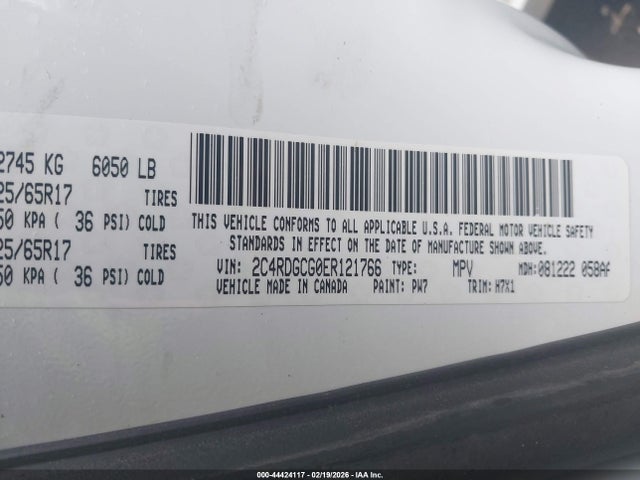 2745 KG 6050 LB
25/65R17 TIRES
50 KPA ( 36 PSI) COLD
25/65R17 TIRES
50 KPA ( 36 PSI) COLD
THIS VEHICLE CONFORMS TO ALL APPLICABLE U.S.A. FEDERAL MOTOR VEHICLE SAFETY
STANDARDS IN EFFECT ON THE DATE OF MANUFACTURE SHOWN ABOVE.
VIN: 2C4RDGCG0ER121766 TYPE: MPV MDH: 081222 058AF
VEHICLE MADE IN CANADA PAINT: PW7 TRIM: H7X1
000-44424117 - 02/19/2026 - IAA Inc.